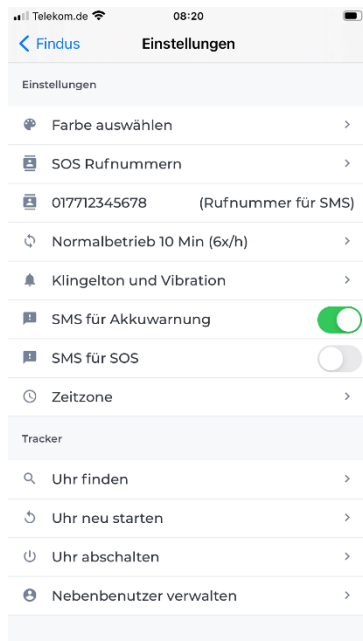 Telekom.de 08:20
Findus Einstellungen
Einstellungen
Farbe auswählen
SOS Rufnummern
017712345678 (Rufnummer für SMS)
Normalbetrieb 10 Min (6x/h)
Klingelton und Vibration
SMS für Akkuwarnung
SMS für SOS
Zeitzone
Tracker
Uhr finden
Uhr neu starten
Uhr abschalten
Nebenbenutzer verwalten